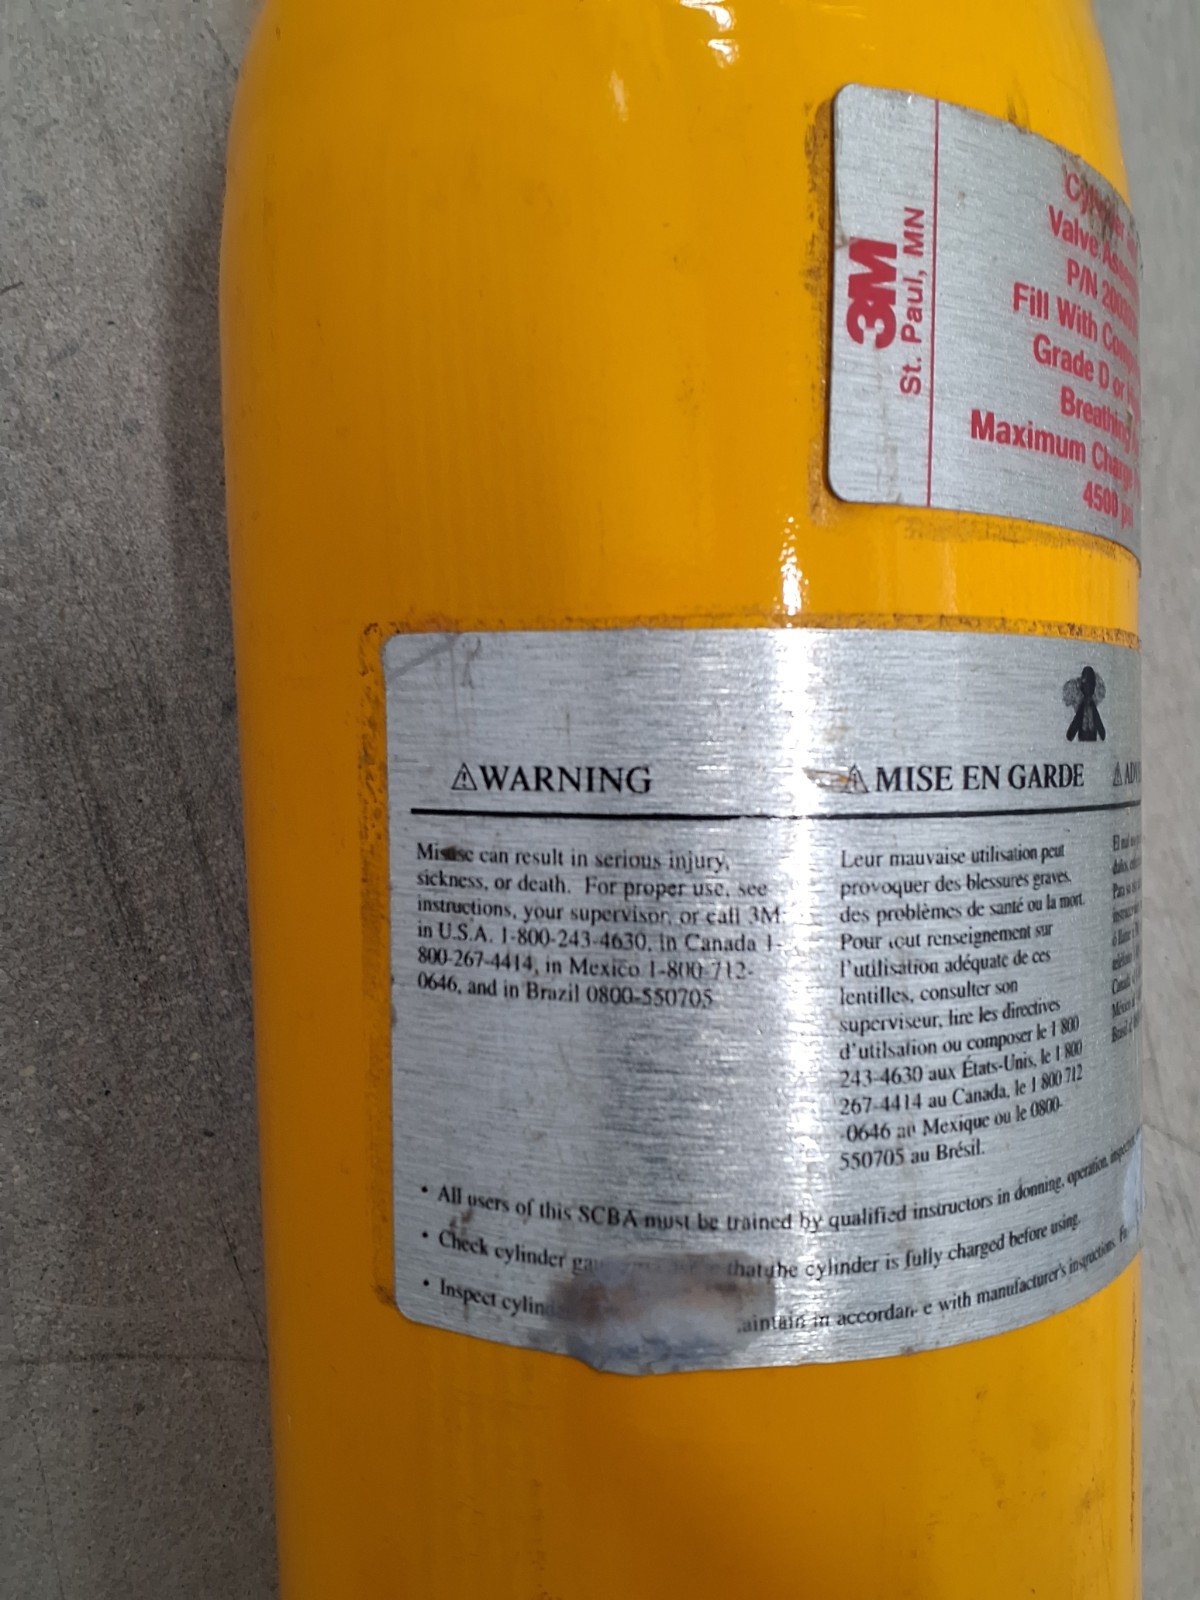 3M
St. Paul, MN
Valve
P/N
Fill With
Grade D or
Breathing
Maximum Charge
4500 psi
⚠WARNING
Misuse can result in serious injury,
sickness, or death. For proper use, see
instructions, your supervisor, or call 3M
in U.S.A. 1-800-243-4630, in Canada 1-
800-267-4414, in Mexico 1-800-712-
0646, and in Brazil 0800-550705
⚠ MISE EN GARDE
Leur mauvaise utilisation peut
provoquer des blessures graves,
des problèmes de santé ou la mort.
Pour tout renseignement sur
l'utilisation adéquate de ces
lentilles, consulter son
superviseur, lire les directives
d'utilsation ou composer le 1 800
243-4630 aux États-Unis, le 1 800
267-4414 au Canada, le 1 800 712
-0646 au Mexique ou le 0800-
550705 au Brésil.
• All users of this SCBA must be trained by qualified instructors in donning, operation,
• Check cylinder that the cylinder is fully charged before using.
• Inspect in accordance with manufacturer's instructions.